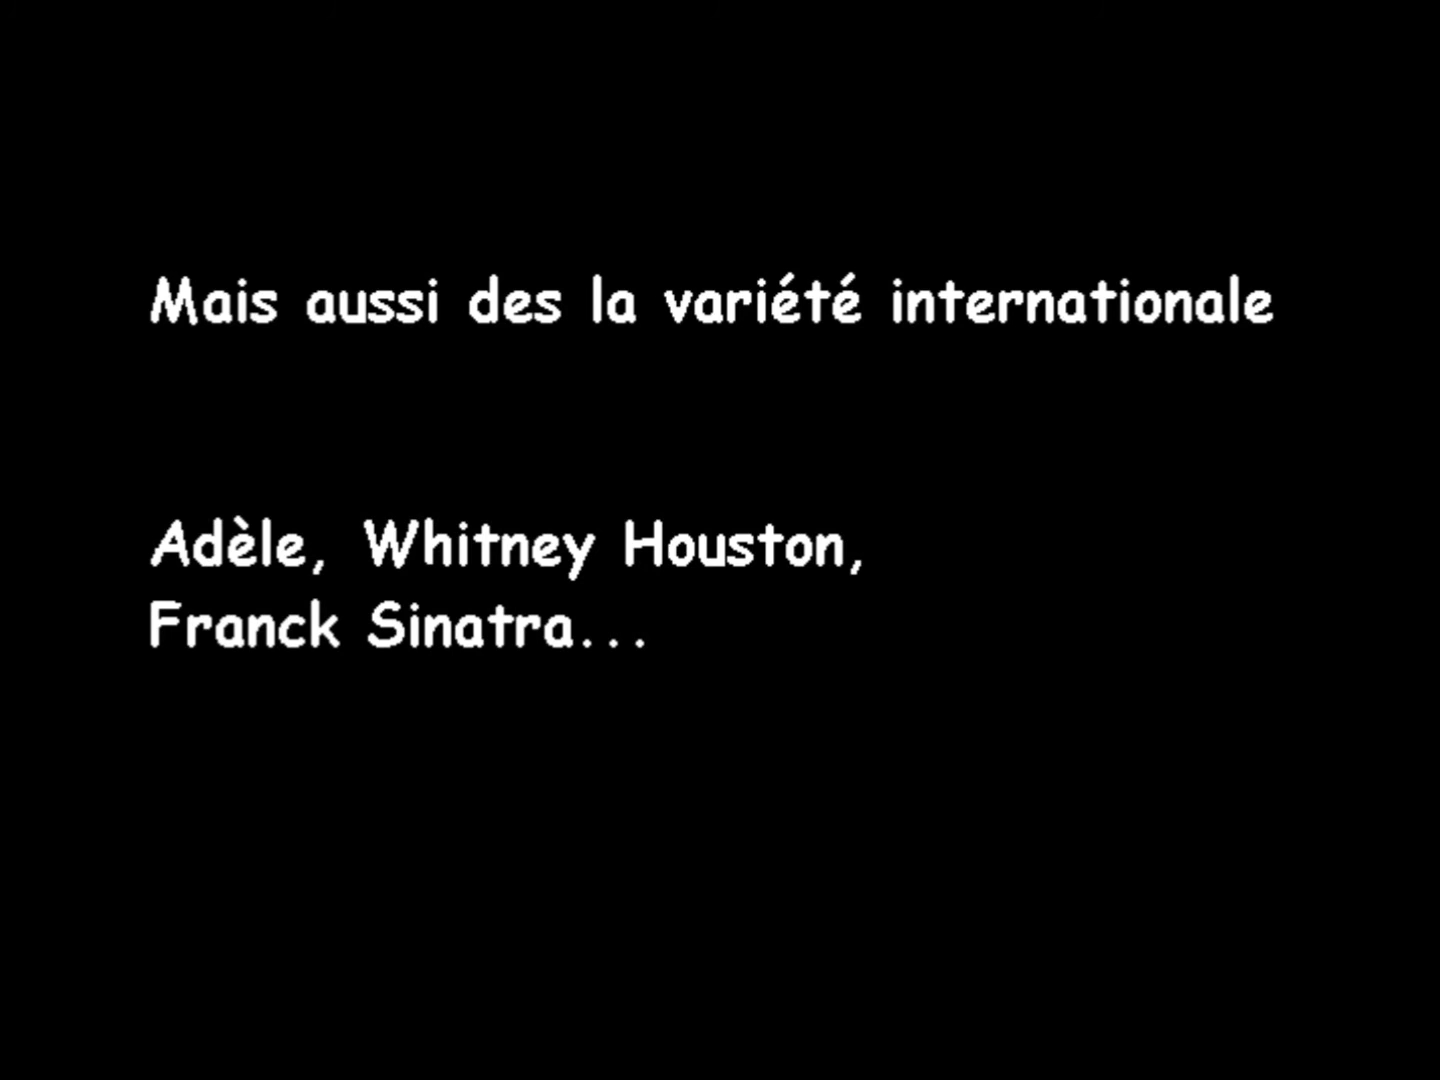 Mais aussi des la variété internationale
Adèle, Whitney Houston,
Franck Sinatra...